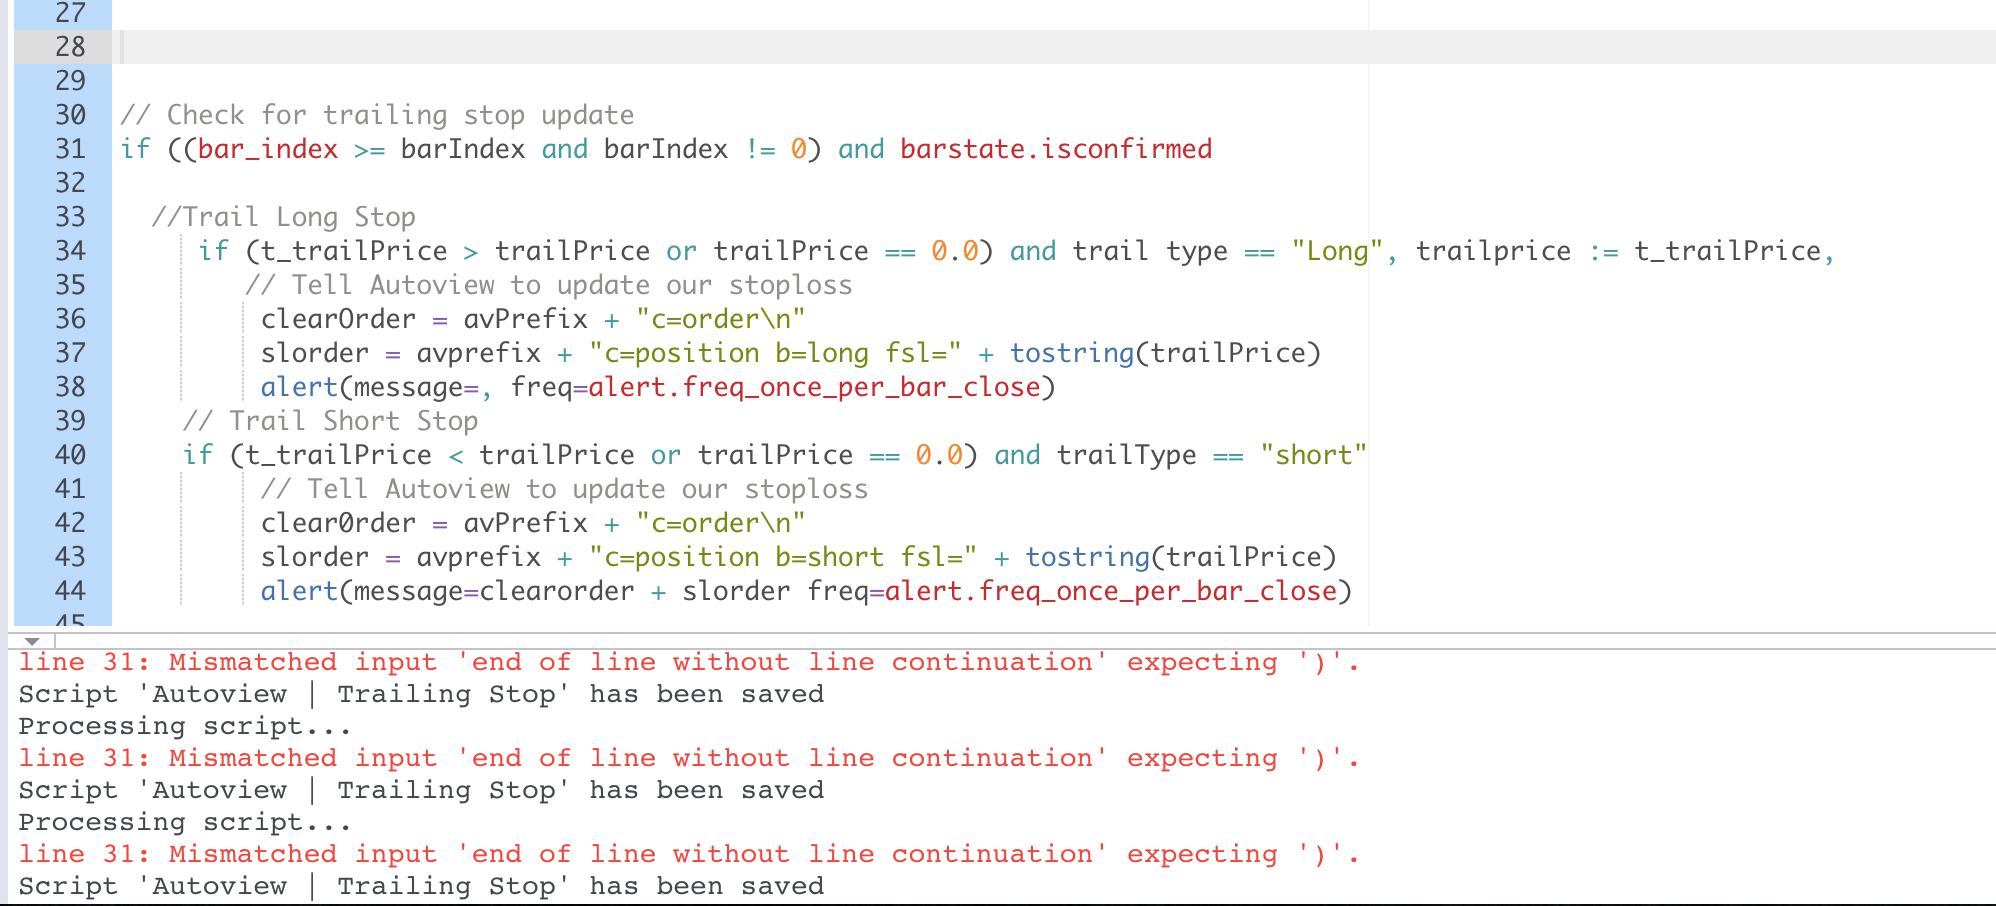 27
28
29
30 // Check for trailing stop update
31 if ((bar_index >= barIndex and barIndex != 0) and barstate.isconfirmed
32
33 //Trail Long Stop
34 if (t_trailPrice > trailPrice or trailPrice == 0.0) and trail type == "Long", trailprice := t_trailPrice,
35 // Tell Autoview to update our stoploss
36 clearOrder = avPrefix + "c=order\n"
37 slorder = avprefix + "c=position b=long fsl=" + tostring(trailPrice)
38 alert(message=, freq=alert.freq_once_per_bar_close)
39 // Trail Short Stop
40 if (t_trailPrice < trailPrice or trailPrice == 0.0) and trailType == "short"
41 // Tell Autoview to update our stoploss
42 clear0rder = avPrefix + "c=order\n"
43 slorder = avprefix + "c=position b=short fsl=" + tostring(trailPrice)
44 alert(message=clearorder + slorder freq=alert.freq_once_per_bar_close)
45
line 31: Mismatched input 'end of line without line continuation' expecting ')'.
Script 'Autoview | Trailing Stop' has been saved
Processing script...
line 31: Mismatched input 'end of line without line continuation' expecting ')'.
Script 'Autoview | Trailing Stop' has been saved
Processing script...
line 31: Mismatched input 'end of line without line continuation' expecting ')'.
Script 'Autoview | Trailing Stop' has been saved